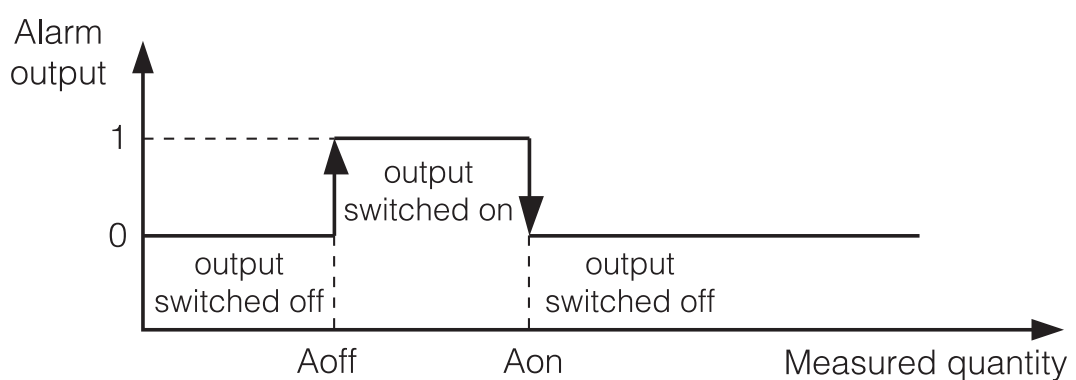 Alarm
output
1
output
switched on
0
output
switched off
output
switched off
Aoff
Aon
Measured quantity